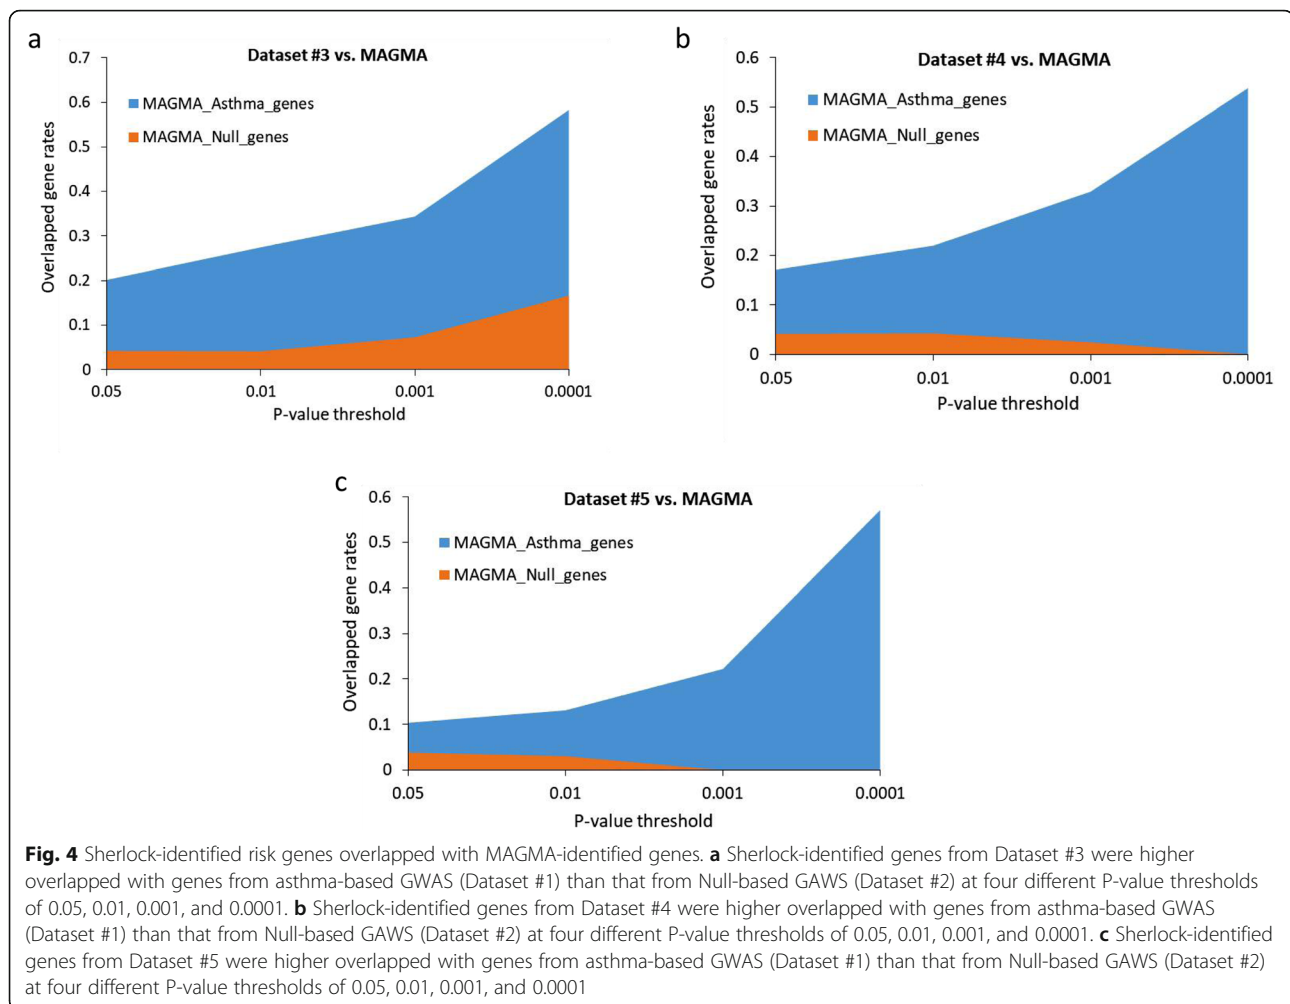 a
Dataset #3 vs. MAGMA
0.7
0.6
0.5
0.4
0.3
0.2
0.1
0
Overlapped gene rates
MAGMA_Asthma_genes
MAGMA_Null_genes
0.05 0.01 0.001 0.0001
P-value threshold
b
Dataset #4 vs. MAGMA
0.6
0.5
0.4
0.3
0.2
0.1
0
Overlapped gene rates
MAGMA_Asthma_genes
MAGMA_Null_genes
0.05 0.01 0.001 0.0001
P-value threshold
c
Dataset #5 vs. MAGMA
0.6
0.5
0.4
0.3
0.2
0.1
0
Overlapped gene rates
MAGMA_Asthma_genes
MAGMA_Null_genes
0.05 0.01 0.001 0.0001
P-value threshold
Fig. 4 Sherlock-identified risk genes overlapped with MAGMA-identified genes. a Sherlock-identified genes from Dataset #3 were higher
overlapped with genes from asthma-based GWAS (Dataset #1) than that from Null-based GAWS (Dataset #2) at four different P-value thresholds
of 0.05, 0.01, 0.001, and 0.0001. b Sherlock-identified genes from Dataset #4 were higher overlapped with genes from asthma-based GWAS
(Dataset #1) than that from Null-based GAWS (Dataset #2) at four different P-value thresholds of 0.05, 0.01, 0.001, and 0.0001. c Sherlock-identified
genes from Dataset #5 were higher overlapped with genes from asthma-based GWAS (Dataset #1) than that from Null-based GAWS (Dataset #2)
at four different P-value thresholds of 0.05, 0.01, 0.001, and 0.0001